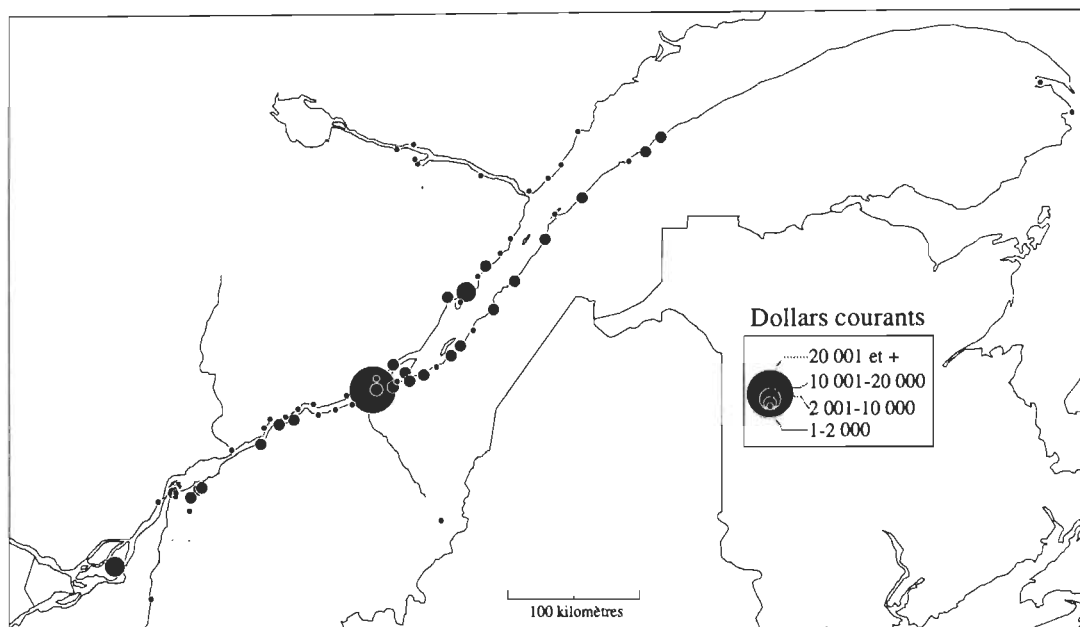 Dollars courants
20 001 et +
10 001-20 000
2 001-10 000
1-2 000
100 kilomètres